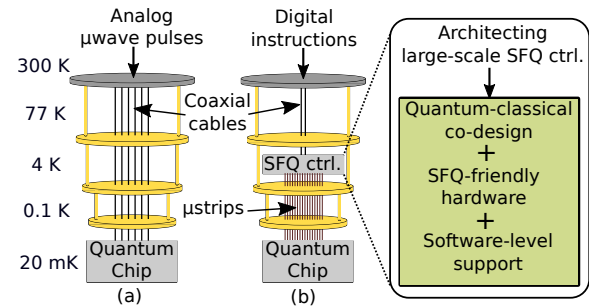 Analog
μwave pulses
Digital
instructions
Architecting
large-scale SFQ ctrl.
300 K
77 K
4 K
0.1 K
20 mK
Coaxial
cables
SFQ ctrl.
μstrips
Quantum
Chip
Quantum
Chip
(a)
(b)
Quantum-classical
co-design
+
SFQ-friendly
hardware
+
Software-level
support